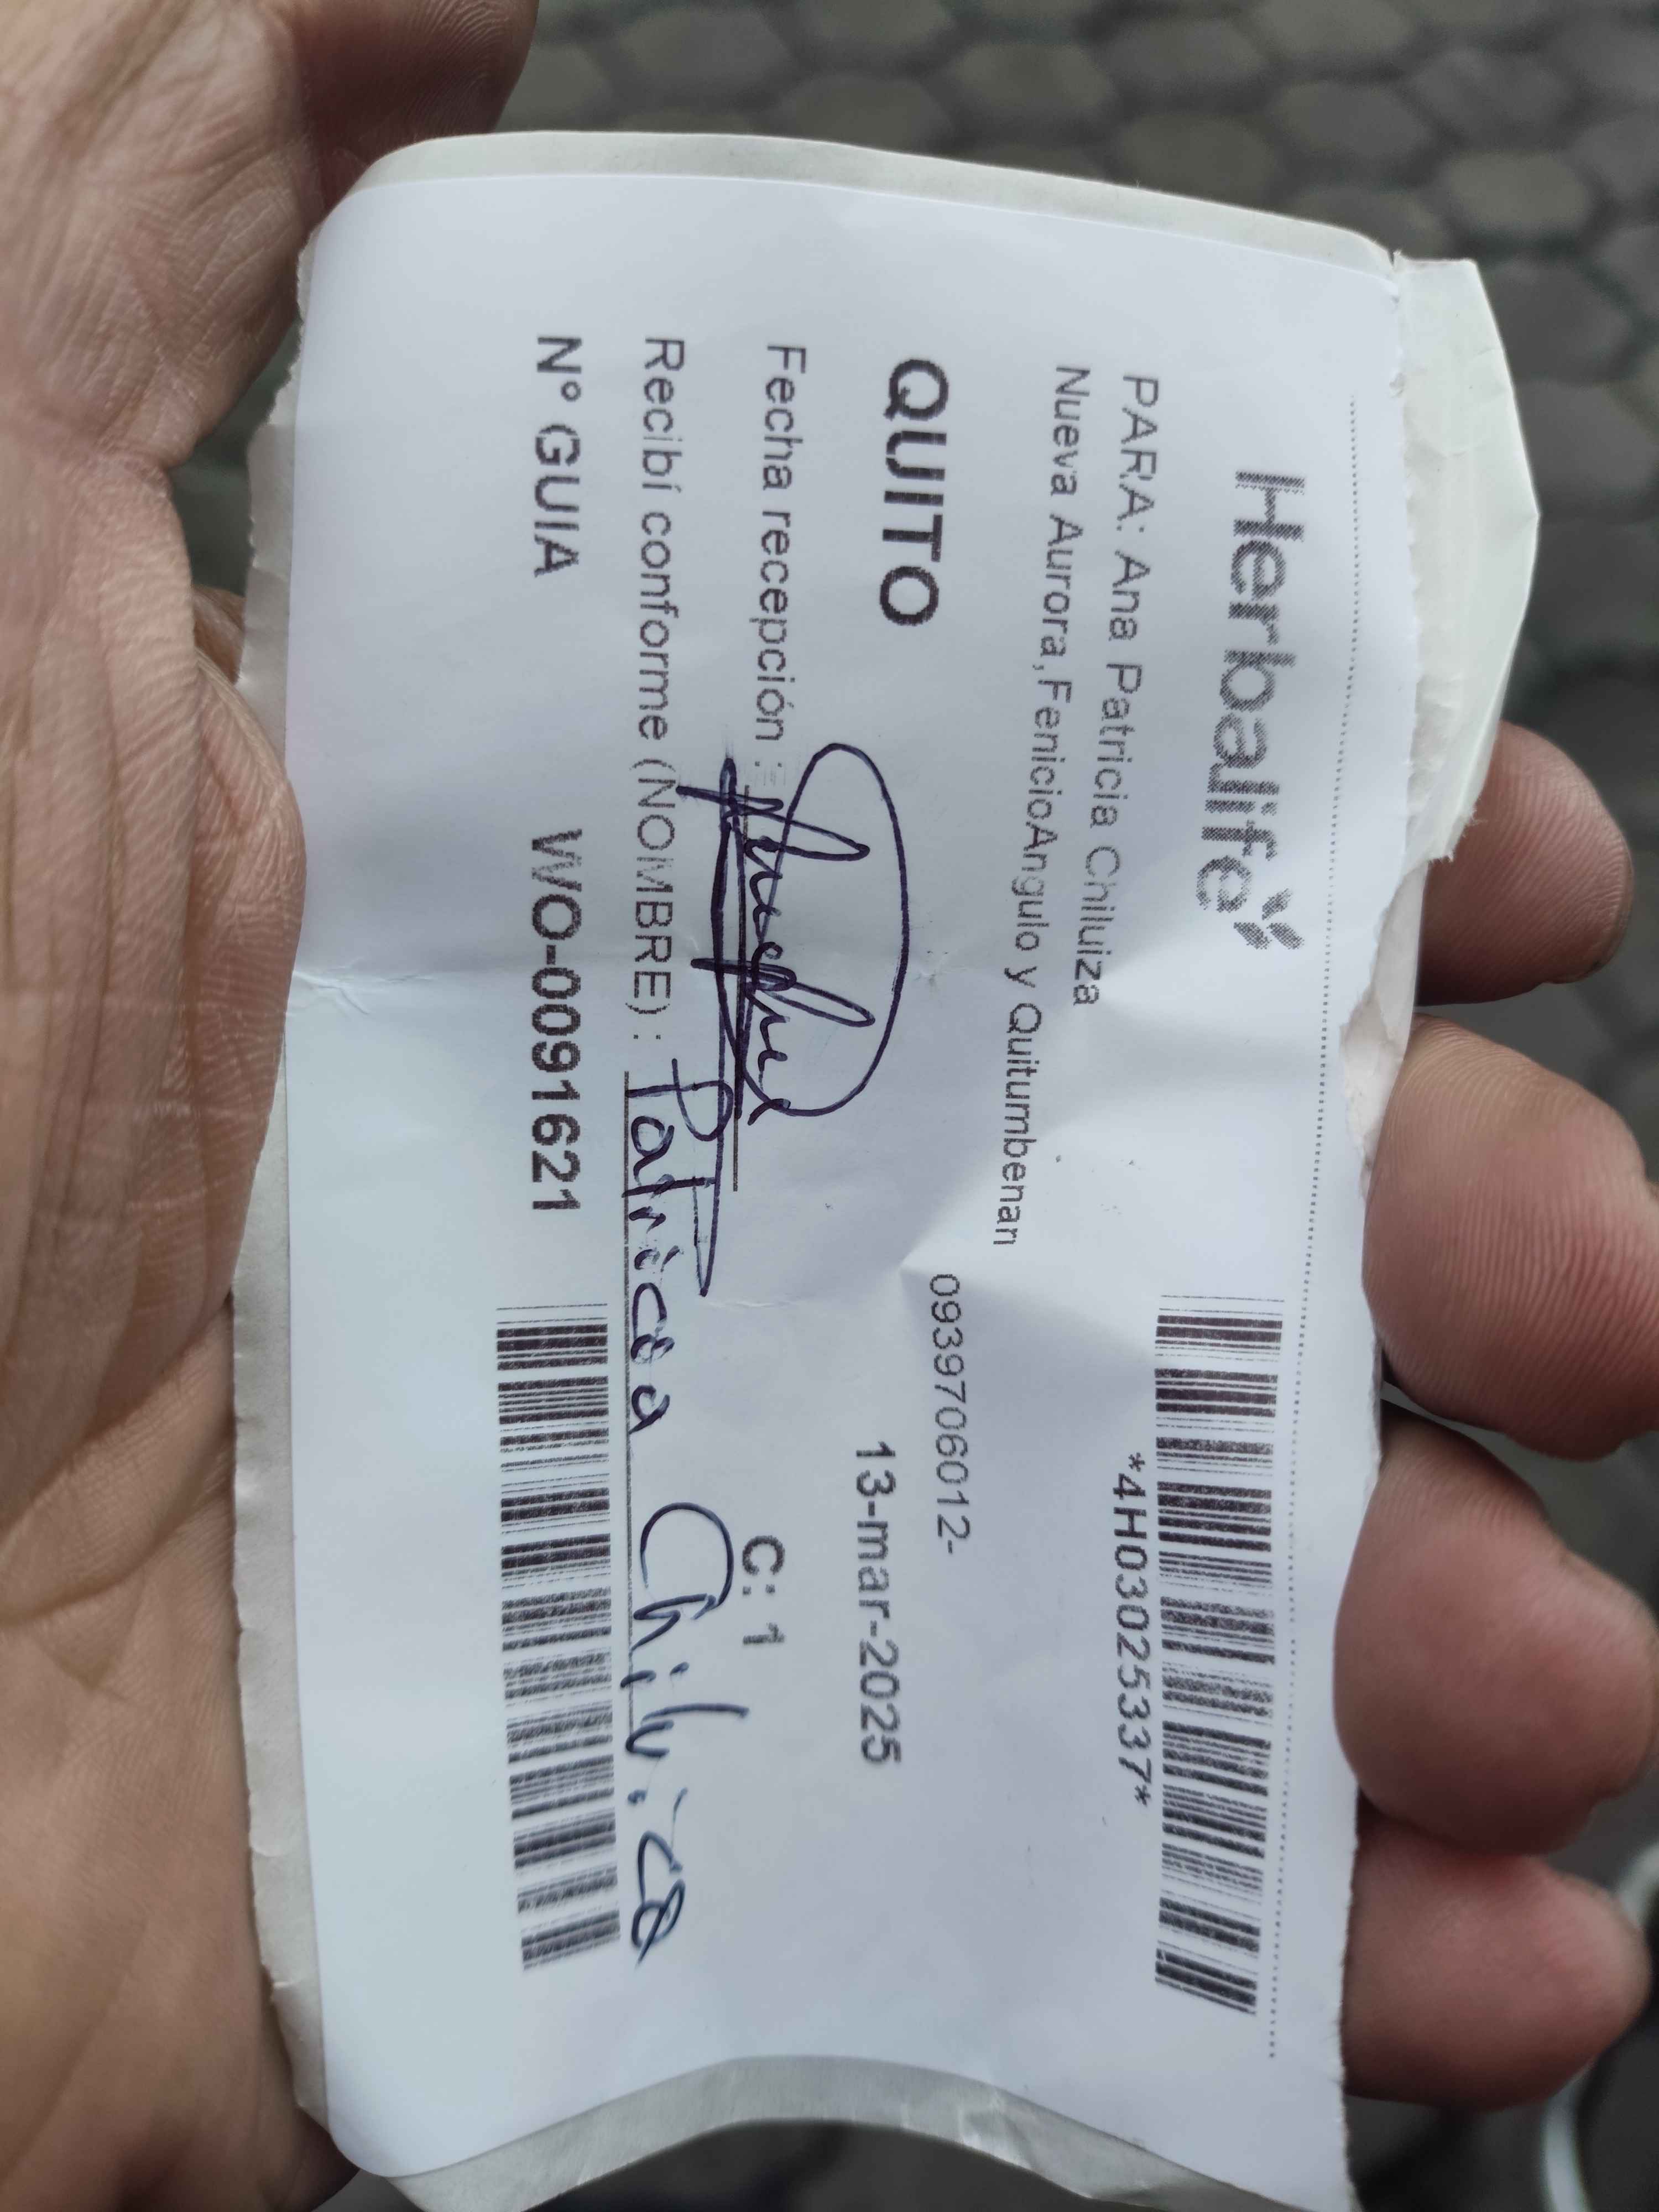 Herbalife
*4H03025337*
PARA: Ana Patricia Chiluiza
Nueva Aurora,FenicioAngulo y Quitumbenan
0939706012-
QUITO
13-mar-2025
Fecha recepción :
C: 1
Recibí conforme (NOMBRE) : Patricia Chiluiza
N° GUIA WO-0091621